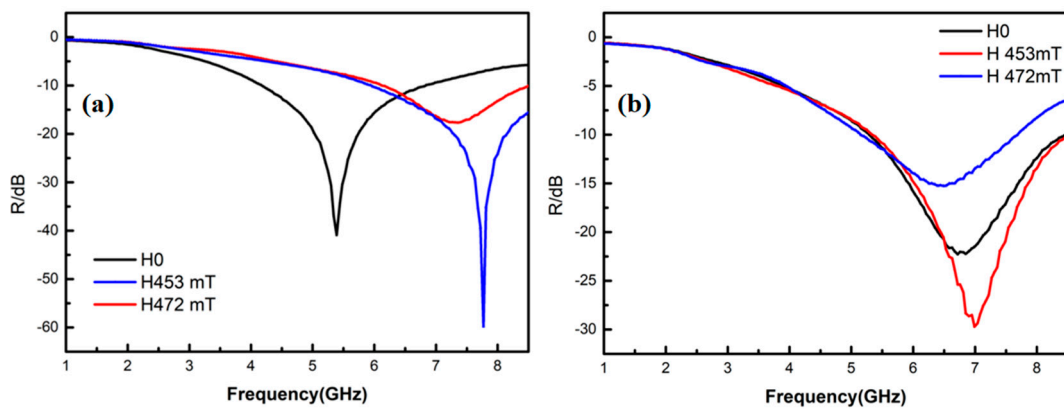 (a)
R/dB
0
-10
-20
-30
-40
-50
-60
H0
H453 mT
H472 mT
1 2 3 4 5 6 7 8
Frequency(GHz)
(b)
R/dB
0
-5
-10
-15
-20
-25
-30
H0
H 453mT
H 472mT
1 2 3 4 5 6 7 8
Frequency(GHz)